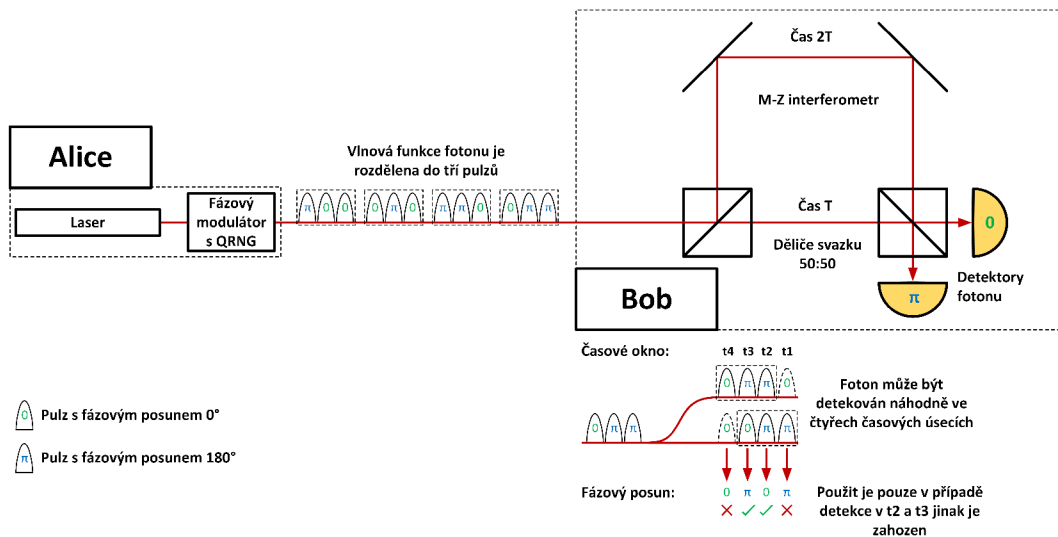 Čas 2T
M-Z interferometr
Alice
Vlnová funkce fotonu je
rozdělena do tří pulzů
Laser
Fázový
modulátor
s QRNG
π 0 0 0 π 0 π π 0 0 π π
Čas T
Děliče svazku
50:50
0
π
Detektory
fotonu
Bob
Časové okno: t4 t3 t2 t1
0 π π 0
Foton může být
detekován náhodně ve
čtyřech časových úsecích
0 π π
0 0 π π
0 Pulz s fázovým posunem 0°
π Pulz s fázovým posunem 180°
Fázový posun: 0 π 0 π
Použit je pouze v případě
detekce v t2 a t3 jinak je
zahozen